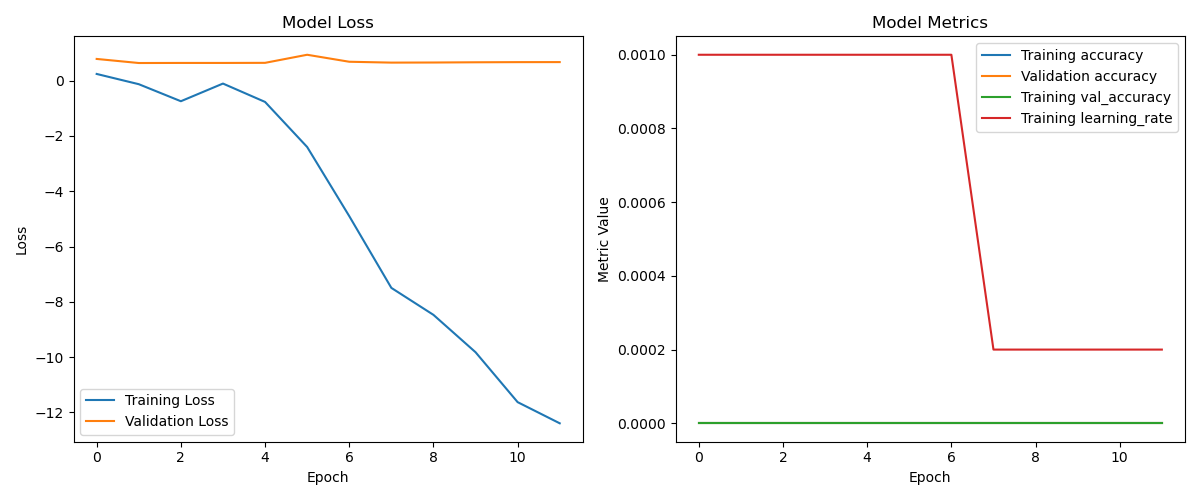 Model Loss
Loss
0
−2
−4
−6
−8
−10
−12
0 2 4 6 8 10
Epoch
Training Loss
Validation Loss
Model Metrics
Metric Value
0.0010
0.0008
0.0006
0.0004
0.0002
0.0000
0 2 4 6 8 10
Epoch
Training accuracy
Validation accuracy
Training val_accuracy
Training learning_rate